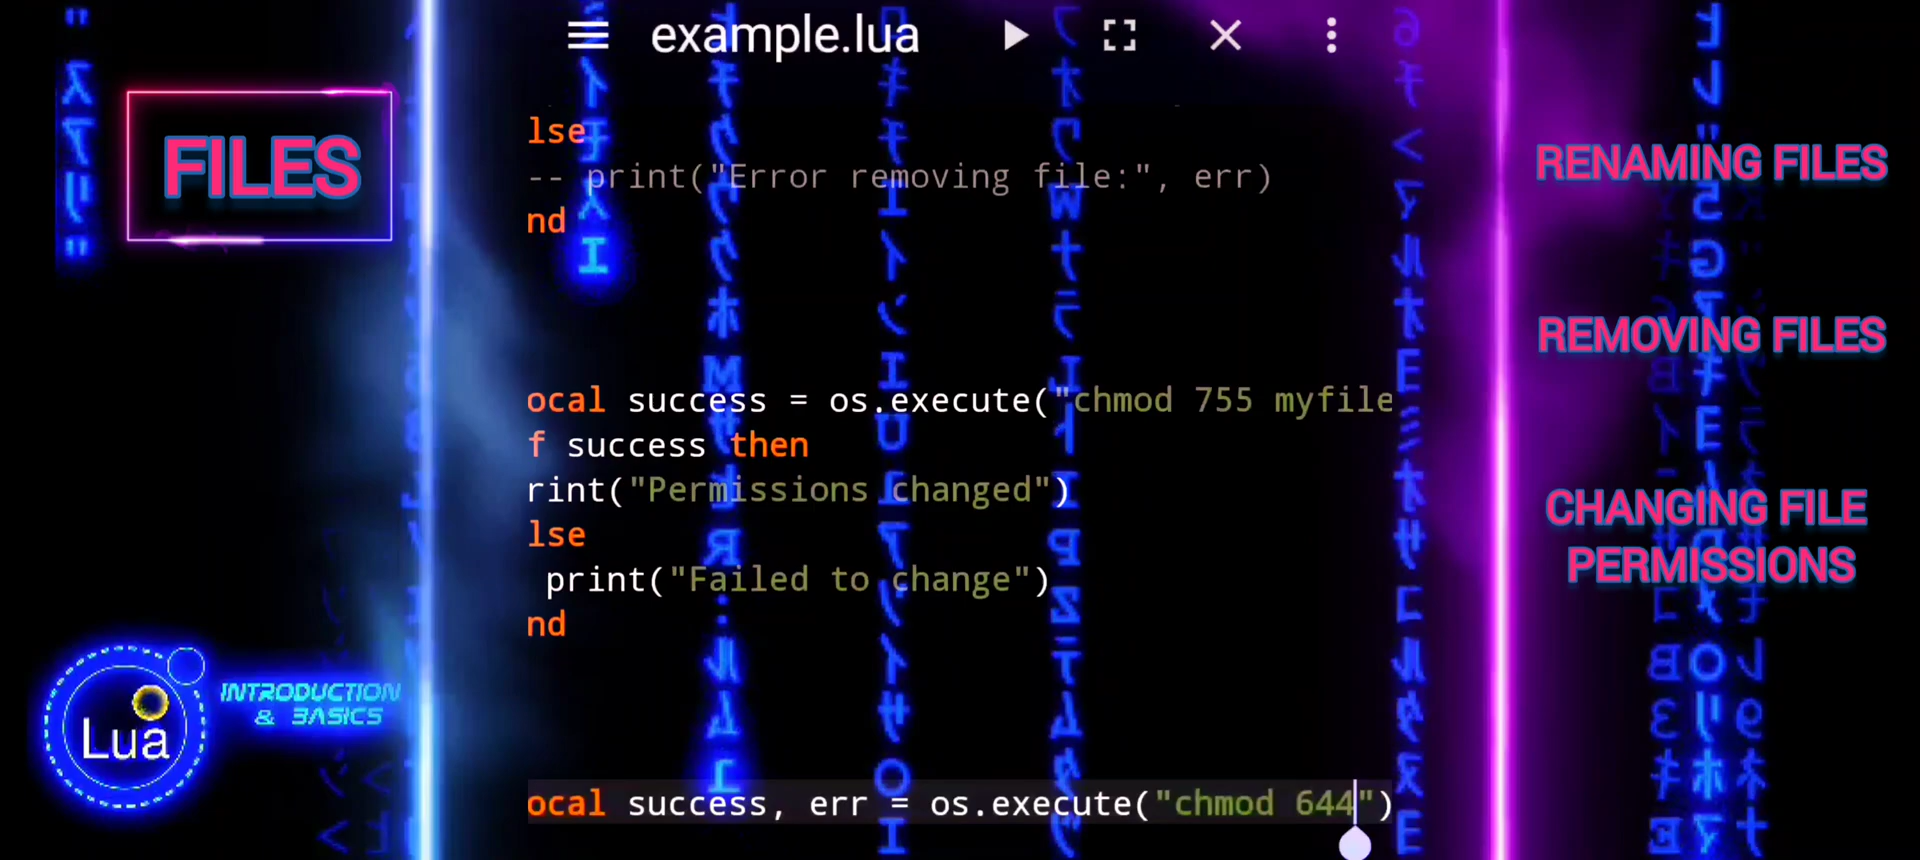 example.lua
FILES
lse
-- print("Error removing file:", err)
nd
ocal success = os.execute("chmod 755 myfile
f success then
rint("Permissions changed")
lse
print("Failed to change")
nd
ocal success, err = os.execute("chmod 644")
RENAMING FILES
REMOVING FILES
CHANGING FILE
PERMISSIONS
Lua
INTRODUCTION
& BASICS